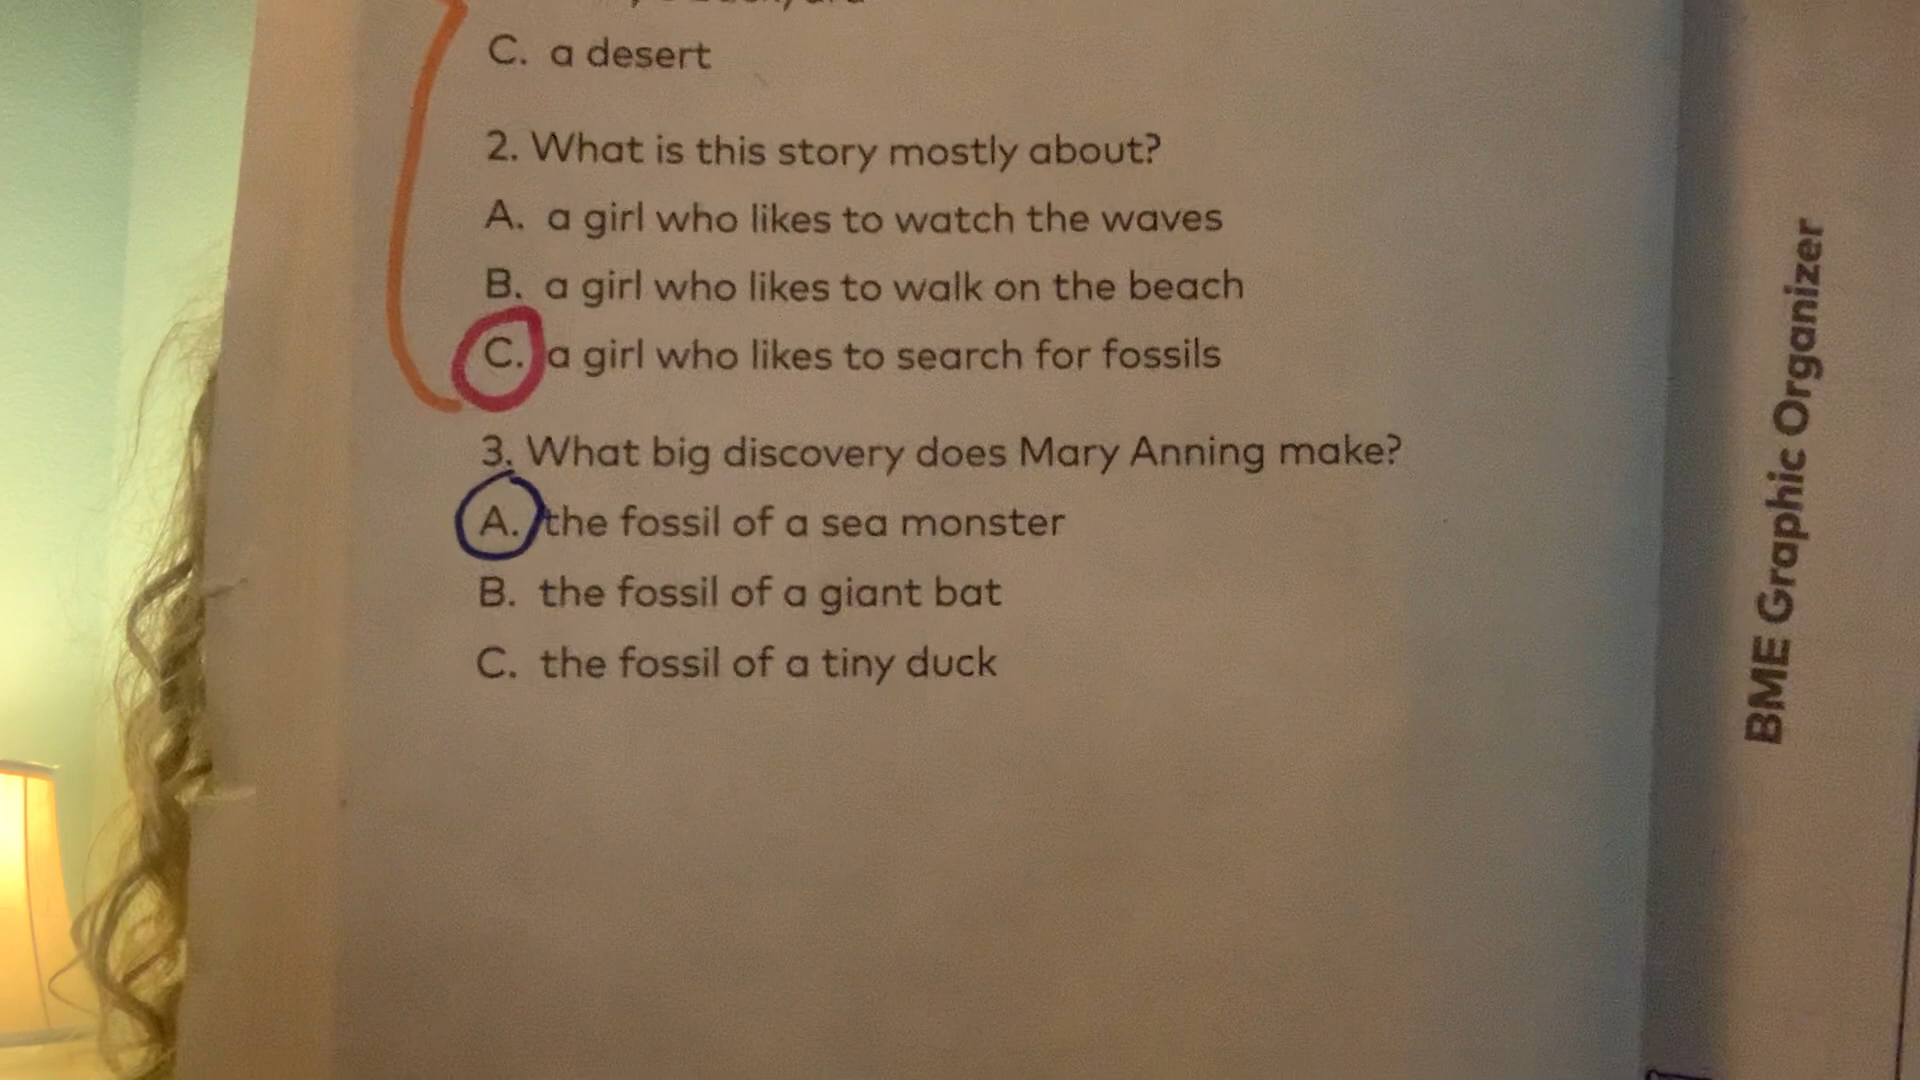 C. a desert
2. What is this story mostly about?
A. a girl who likes to watch the waves
B. a girl who likes to walk on the beach
C. a girl who likes to search for fossils
3. What big discovery does Mary Anning make?
A. the fossil of a sea monster
B. the fossil of a giant bat
C. the fossil of a tiny duck
BME Graphic Organizer